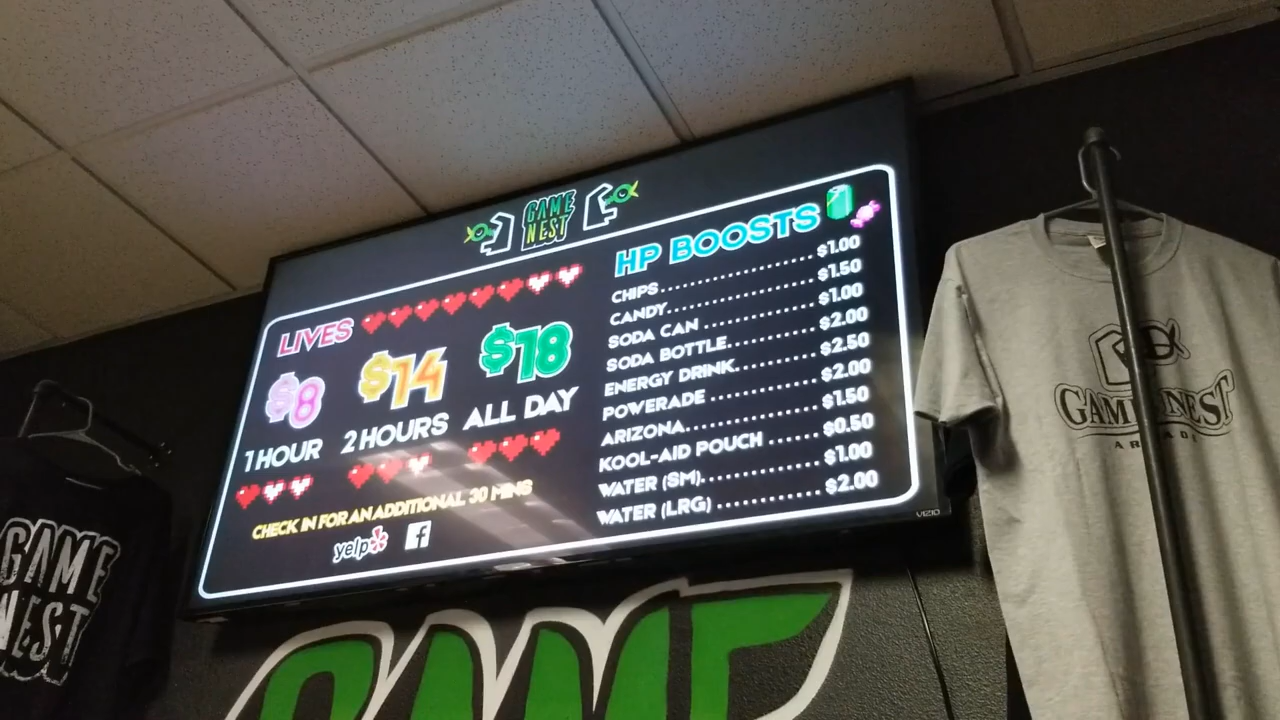 GAME
NEST
LIVES
$8
$14
$18
1 HOUR
2 HOURS
ALL DAY
CHECK IN FOR AN ADDITIONAL 30 MINS
yelp
f
HP BOOSTS
CHIPS.................... $1.00
CANDY.................... $1.50
SODA CAN ................ $1.00
SODA BOTTLE.............. $2.00
ENERGY DRINK............. $2.50
POWERADE ................ $2.00
ARIZONA.................. $1.50
KOOL-AID POUCH ...... $0.50
WATER (SM)............... $1.00
WATER (LRG) ............. $2.00
VIZIO
GAME
NEST
GAME NEST
ARCADE
GAME